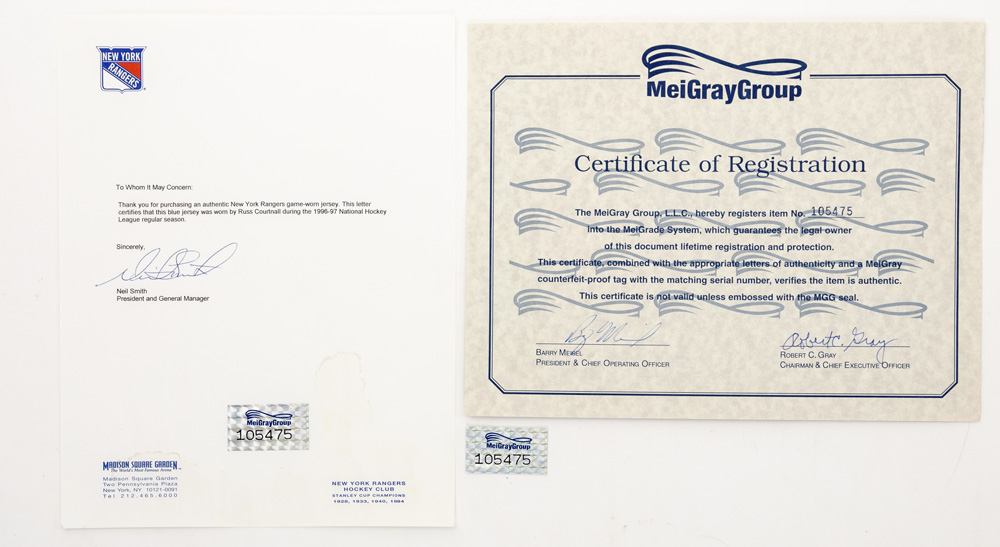 NEW YORK
RANGERS
To Whom It May Concern:
Thank you for purchasing an authentic New York Rangers game-worn jersey. This letter
certifies that this blue jersey was worn by Russ Courtnall during the 1996-97 National Hockey
League regular season.
Sincerely,
Neil Smith
President and General Manager
MeiGrayGroup
105475
MADISON SQUARE GARDEN
The World's Most Famous Arena
Madison Square Garden
Two Pennsylvania Plaza
New York, NY 10121-0091
Tel 212.465.6000
NEW YORK RANGERS
HOCKEY CLUB
STANLEY CUP CHAMPIONS
1928, 1933, 1940, 1994
MeiGrayGroup
Certificate of Registration
The MeiGray Group, L.L.C., hereby registers item No. 105475
into the MeiGrade System, which guarantees the legal owner
of this document lifetime registration and protection.
This certificate, combined with the appropriate letters of authenticity and a MeiGray
counterfeit-proof tag with the matching serial number, verifies the item is authentic.
This certificate is not valid unless embossed with the MGG seal.
Robert C. Gray
BARRY MEISEL
PRESIDENT & CHIEF OPERATING OFFICER
ROBERT C. GRAY
CHAIRMAN & CHIEF EXECUTIVE OFFICER
MeiGrayGroup
105475